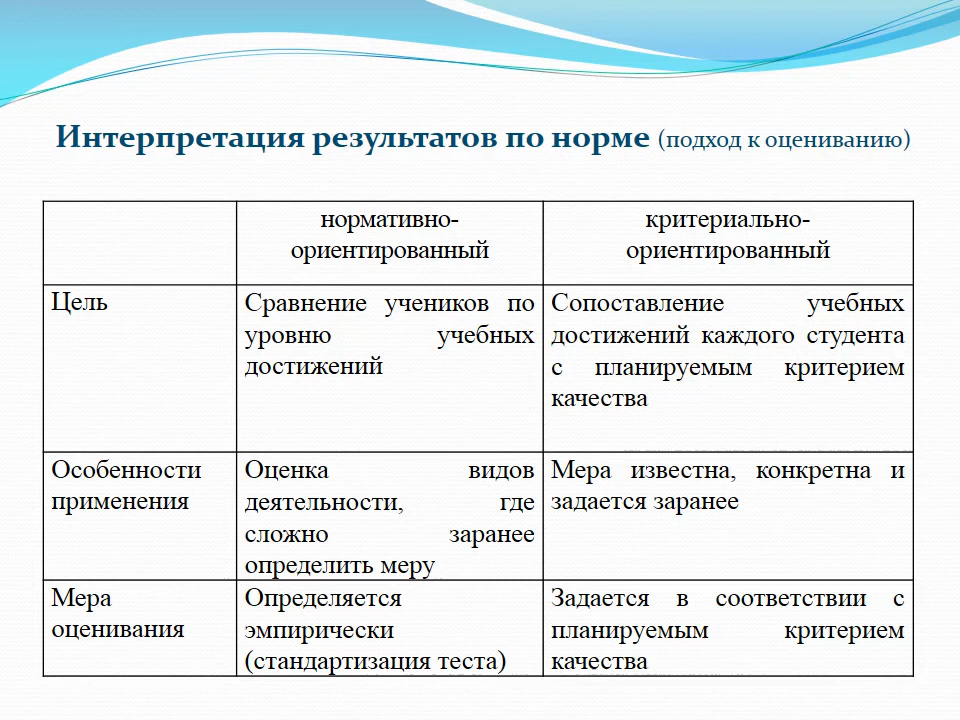 Интерпретация результатов по норме (подход к оцениванию)
нормативно-
ориентированный
критериально-
ориентированный
Цель
Сравнение учеников по
уровню учебных
достижений
Сопоставление учебных
достижений каждого студента
с планируемым критерием
качества
Особенности
применения
Оценка видов
деятельности, где
сложно заранее
определить меру
Мера известна, конкретна и
задается заранее
Мера
оценивания
Определяется
эмпирически
(стандартизация теста)
Задается в соответствии с
планируемым критерием
качества